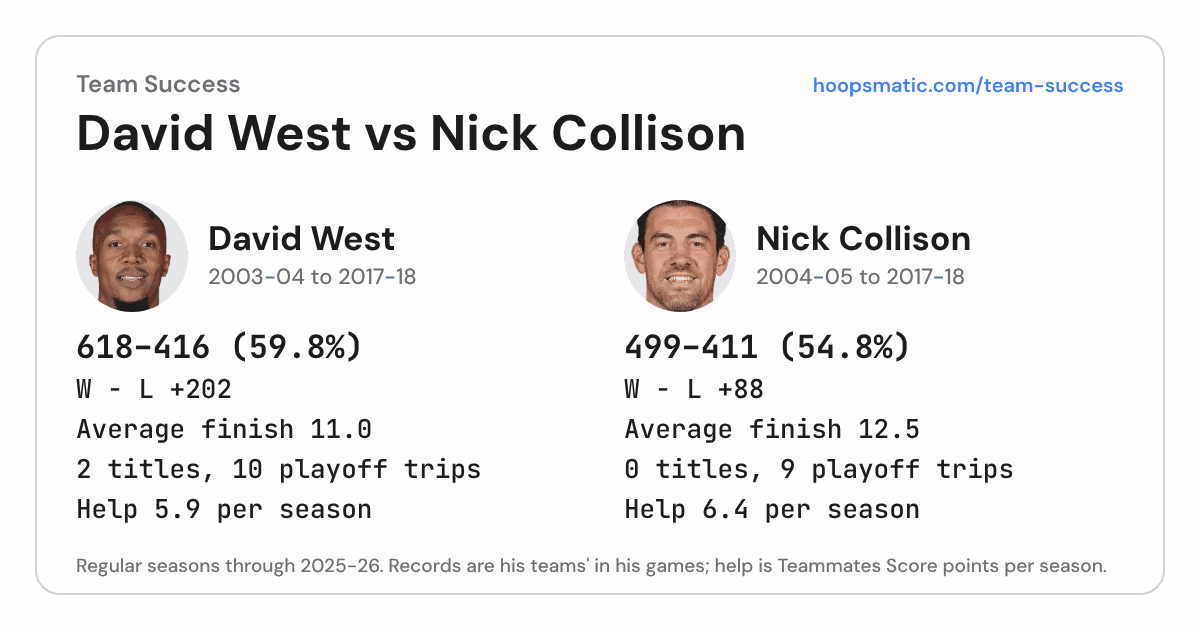 Team Success
hoopsmatic.com/team-success
David West vs Nick Collison
David West
2003-04 to 2017-18
618-416 (59.8%)
W - L +202
Average finish 11.0
2 titles, 10 playoff trips
Help 5.9 per season
Nick Collison
2004-05 to 2017-18
499-411 (54.8%)
W - L +88
Average finish 12.5
0 titles, 9 playoff trips
Help 6.4 per season
Regular seasons through 2025-26. Records are his teams' in his games; help is Teammates Score points per season.